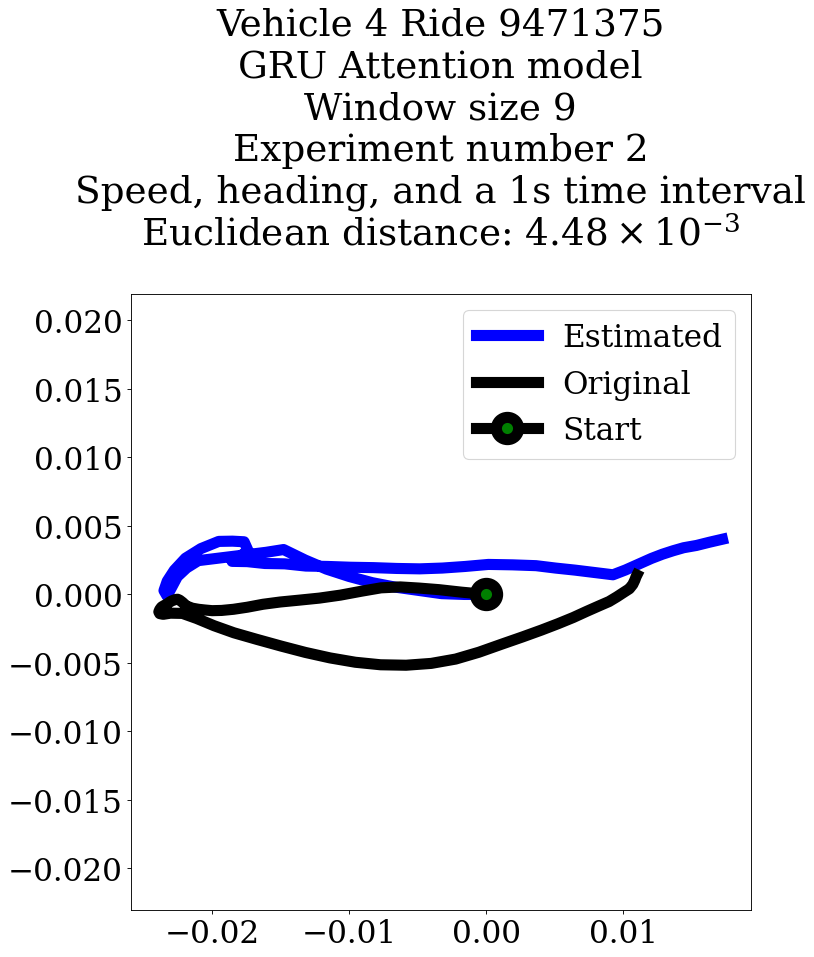 Vehicle 4 Ride 9471375
GRU Attention model
Window size 9
Experiment number 2
Speed, heading, and a 1s time interval
Euclidean distance: 4.48 × 10⁻³
Estimated
Original
Start
0.020
0.015
0.010
0.005
0.000
−0.005
−0.010
−0.015
−0.020
−0.02 −0.01 0.00 0.01